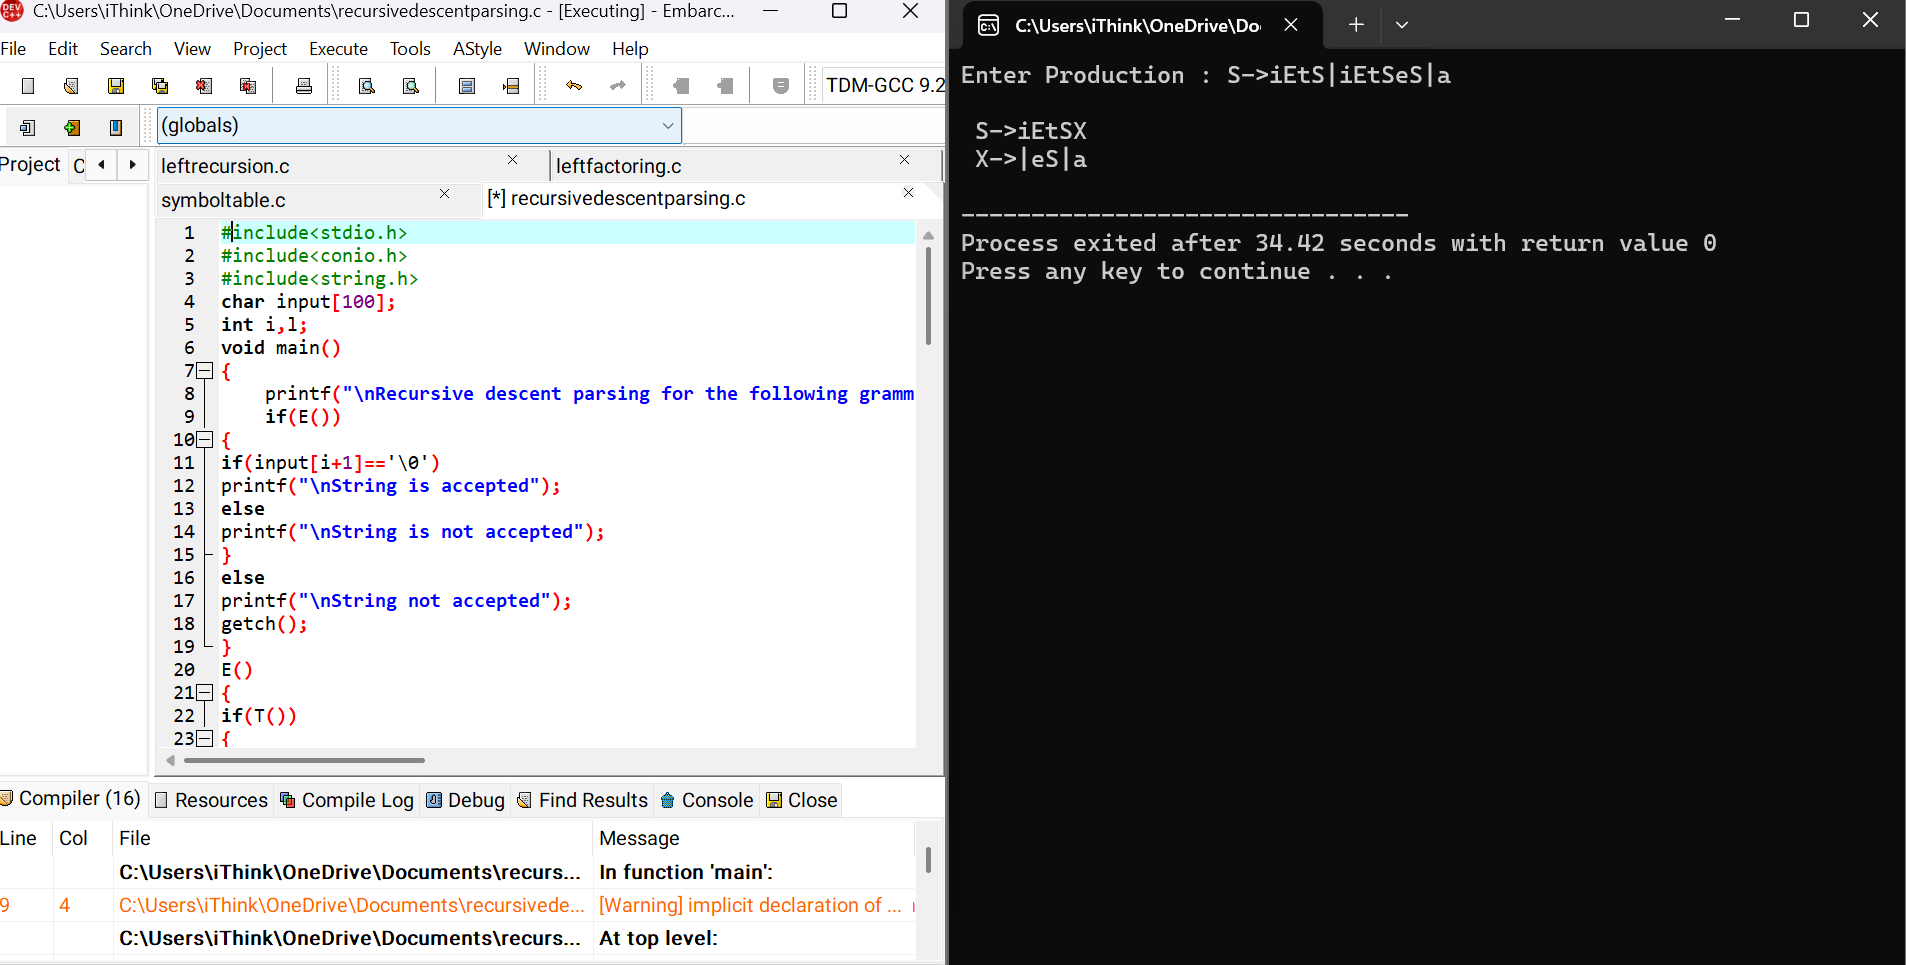 C:\Users\iThink\OneDrive\Documents\recursivedescentparsing.c - [Executing] - Embarc...
File Edit Search View Project Execute Tools AStyle Window Help
TDM-GCC 9.2
(globals)
Project C
leftrecursion.c leftfactoring.c
symboltable.c [*] recursivedescentparsing.c
1 #include<stdio.h>
2 #include<conio.h>
3 #include<string.h>
4 char input[100];
5 int i,l;
6 void main()
7 {
8 printf("\nRecursive descent parsing for the following gramm
9 if(E())
10 {
11 if(input[i+1]=='\0')
12 printf("\nString is accepted");
13 else
14 printf("\nString is not accepted");
15 }
16 else
17 printf("\nString not accepted");
18 getch();
19 }
20 E()
21 {
22 if(T())
23 {
Compiler (16) Resources Compile Log Debug Find Results Console Close
Line Col File Message
C:\Users\iThink\OneDrive\Documents\recurs... In function 'main':
9 4 C:\Users\iThink\OneDrive\Documents\recursivede... [Warning] implicit declaration of ...
C:\Users\iThink\OneDrive\Documents\recurs... At top level:
C:\Users\iThink\OneDrive\Do
Enter Production : S->iEtS|iEtSeS|a
S->iEtSX
X->|eS|a
--------------------------------
Process exited after 34.42 seconds with return value 0
Press any key to continue . . .